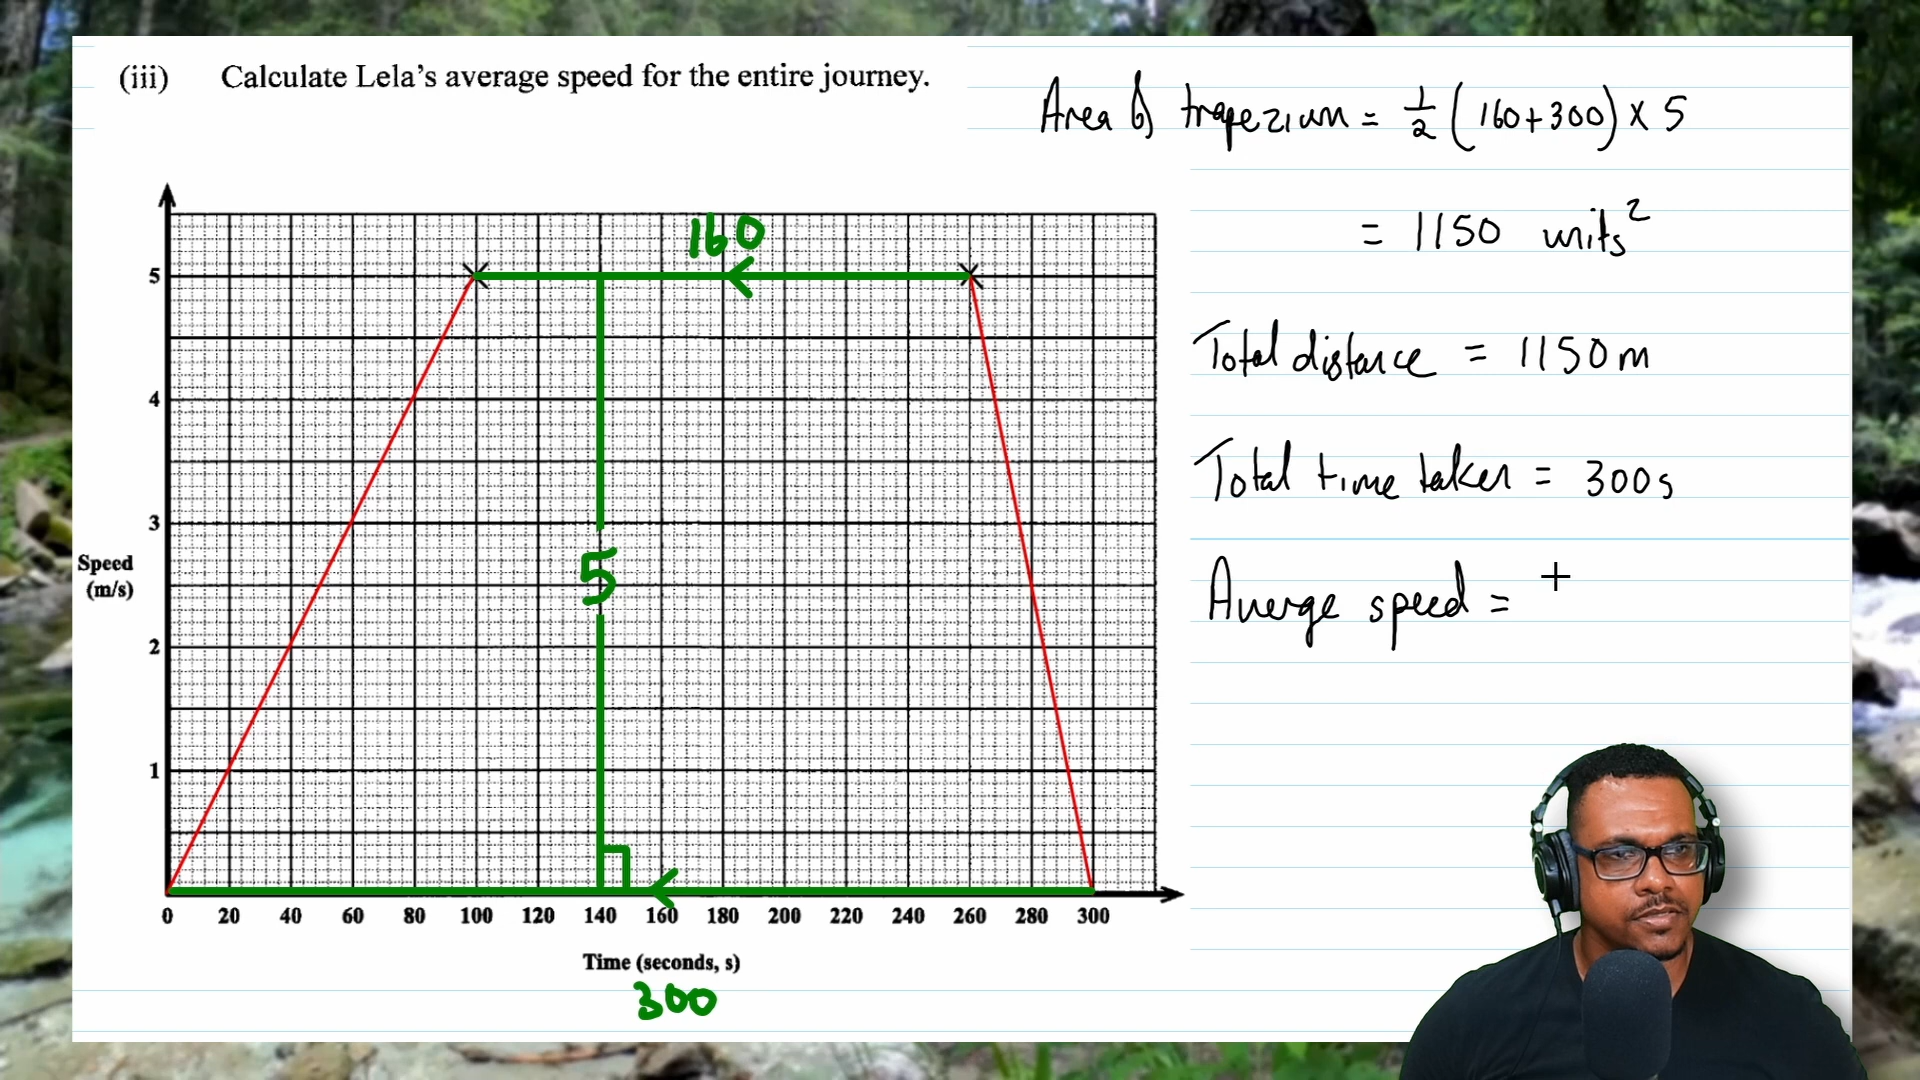 (iii) Calculate Lela's average speed for the entire journey.
Area of trapezium = 1/2 (160+300) × 5
= 1150 units²
Total distance = 1150m
Total time taken = 300s
Average speed =
160
5
4
3
2
1
5
Speed
(m/s)
0 20 40 60 80 100 120 140 160 180 200 220 240 260 280 300
Time (seconds, s)
300